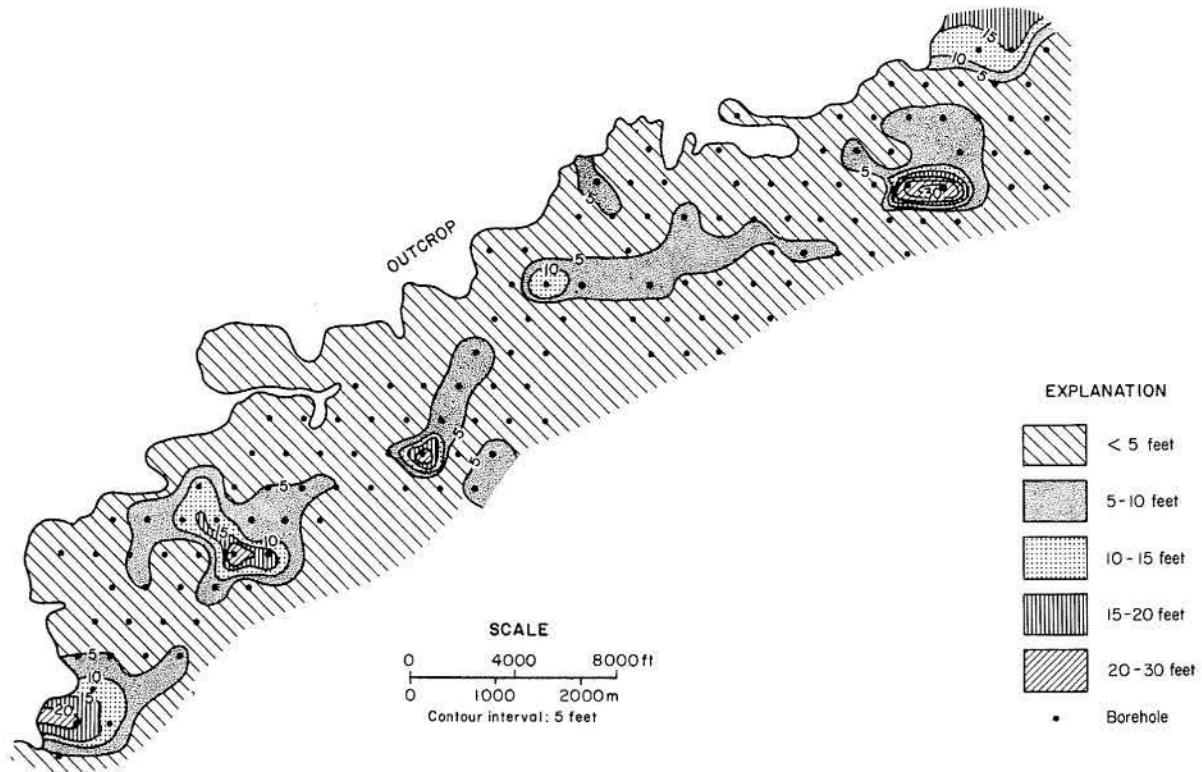 15
10
5
5
30
5
OUTCROP
5
10
5
5
5
15
10
5
10
15
20
SCALE
0 4000 8000 ft
0 1000 2000 m
Contour interval: 5 feet
EXPLANATION
< 5 feet
5-10 feet
10-15 feet
15-20 feet
20-30 feet
Borehole